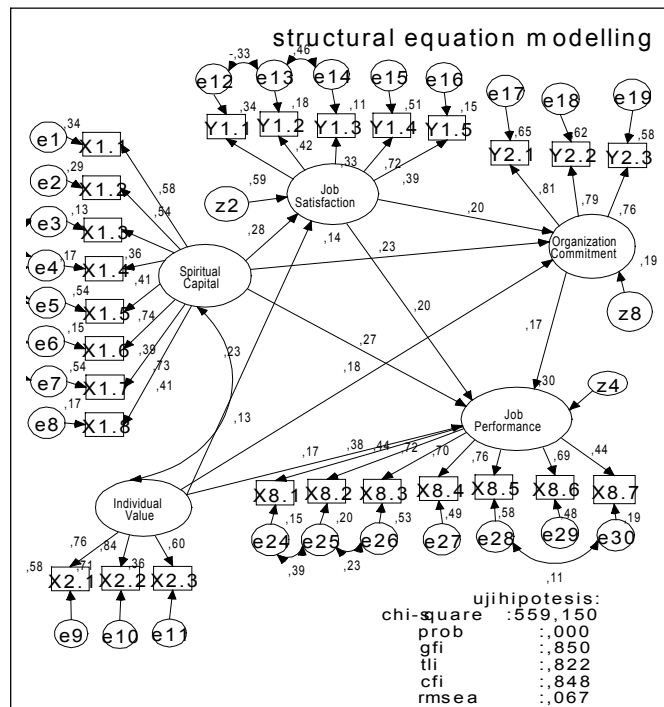 structural equation modelling
-,33 ,46
e12 e13 e14 e15 e16
,34 ,18 ,11 ,51 ,15
Y1.1 Y1.2 Y1.3 Y1.4 Y1.5
,59 ,42 ,33 ,72 ,39
e17 e18 e19
,65 ,62 ,58
Y2.1 Y2.2 Y2.3
,81 ,79 ,76
z2
Job
Satisfaction
,14
e1 ,34 X1.1 ,58
e2 ,29 X1.2 ,54
e3 ,13 X1.3 ,36
e4 ,17 X1.4 ,41
e5 ,54 X1.5 ,74
e6 ,15 X1.6 ,39
e7 ,54 X1.7 ,73
e8 ,17 X1.8 ,41
Spiritual
Capital
,28 ,20 ,23
Organization
Commitment
,19
z8
,27 ,20 ,17
,23 ,18 ,13
,30
z4
Job
Performance
,17 ,38 ,44 ,72 ,70 ,76 ,69 ,44
X8.1 X8.2 X8.3 X8.4 X8.5 X8.6 X8.7
,15 ,20 ,53 ,49 ,58 ,48 ,19
e24 e25 e26 e27 e28 e29 e30
,39 ,23 ,11
Individual
Value
,76 ,84 ,60
,58 ,71 ,36
X2.1 X2.2 X2.3
e9 e10 e11
ujihipotesis:
chi-square :559,150
prob :,000
gfi :,850
tli :,822
cfi :,848
rmsea :,067